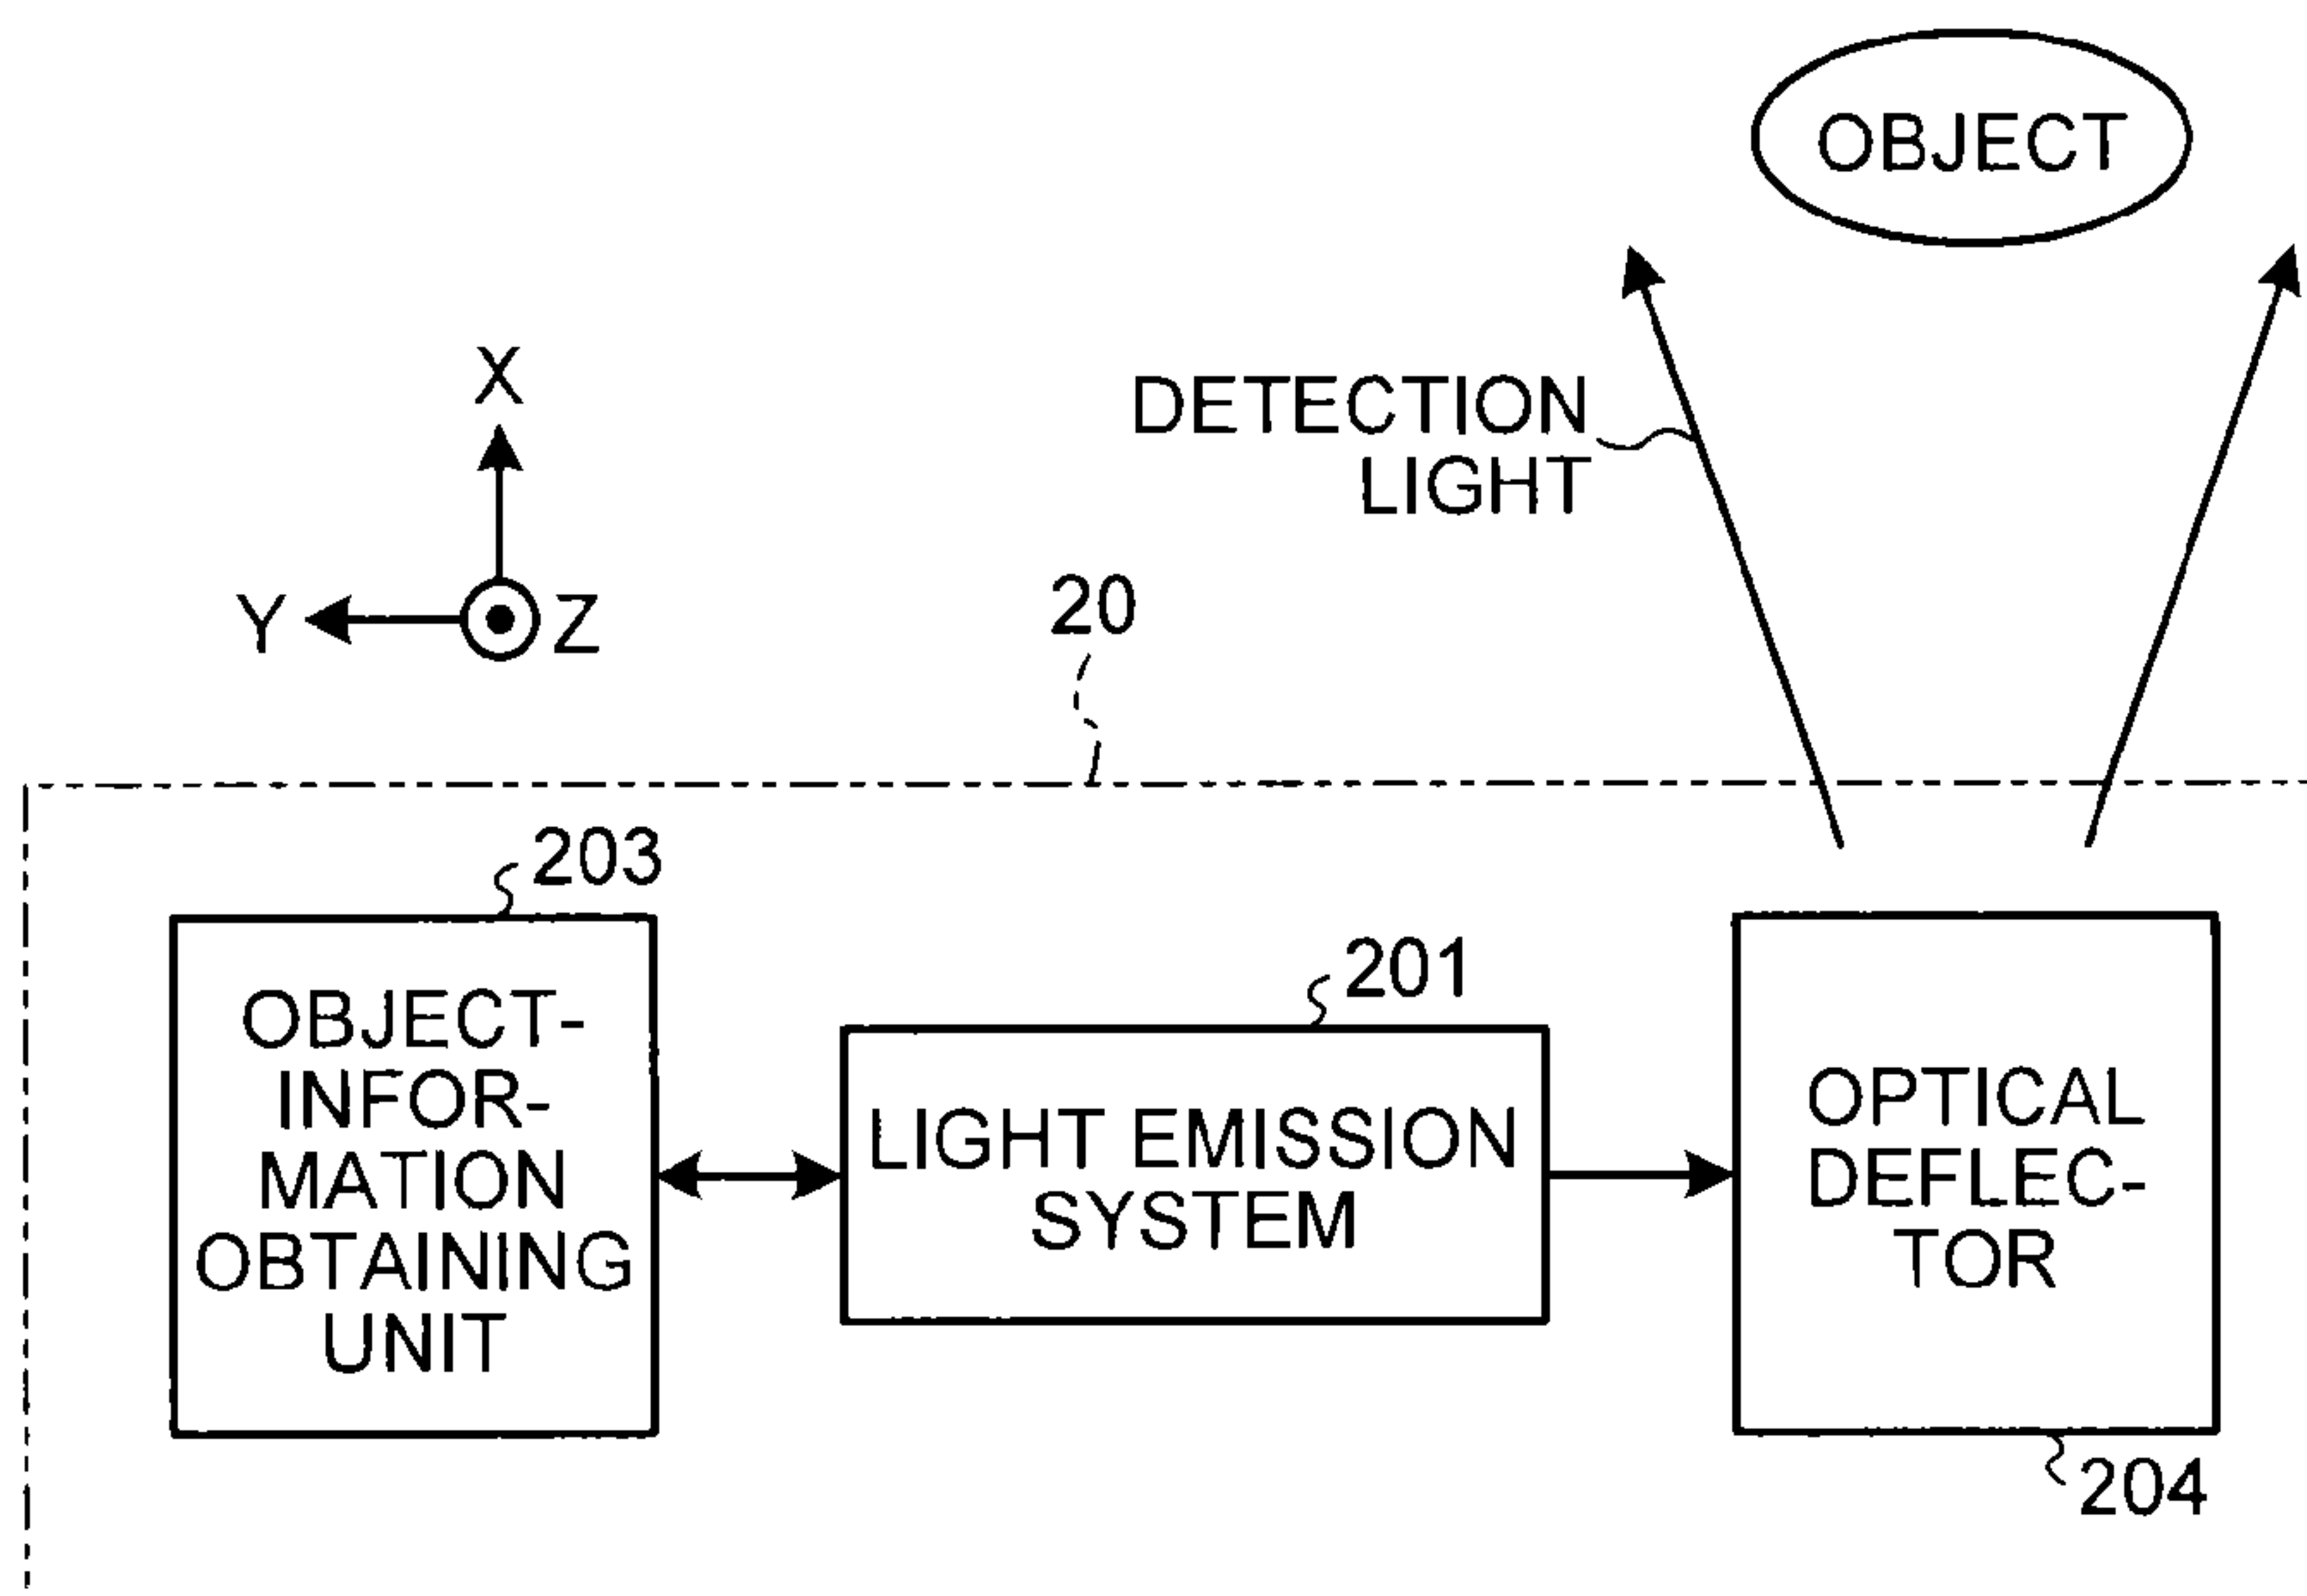 OBJECT
X
DETECTION
LIGHT
Y
Z
20
203
201
OBJECT-
INFOR-
MATION
OBTAINING
UNIT
LIGHT EMISSION
SYSTEM
OPTICAL
DEFLEC-
TOR
204